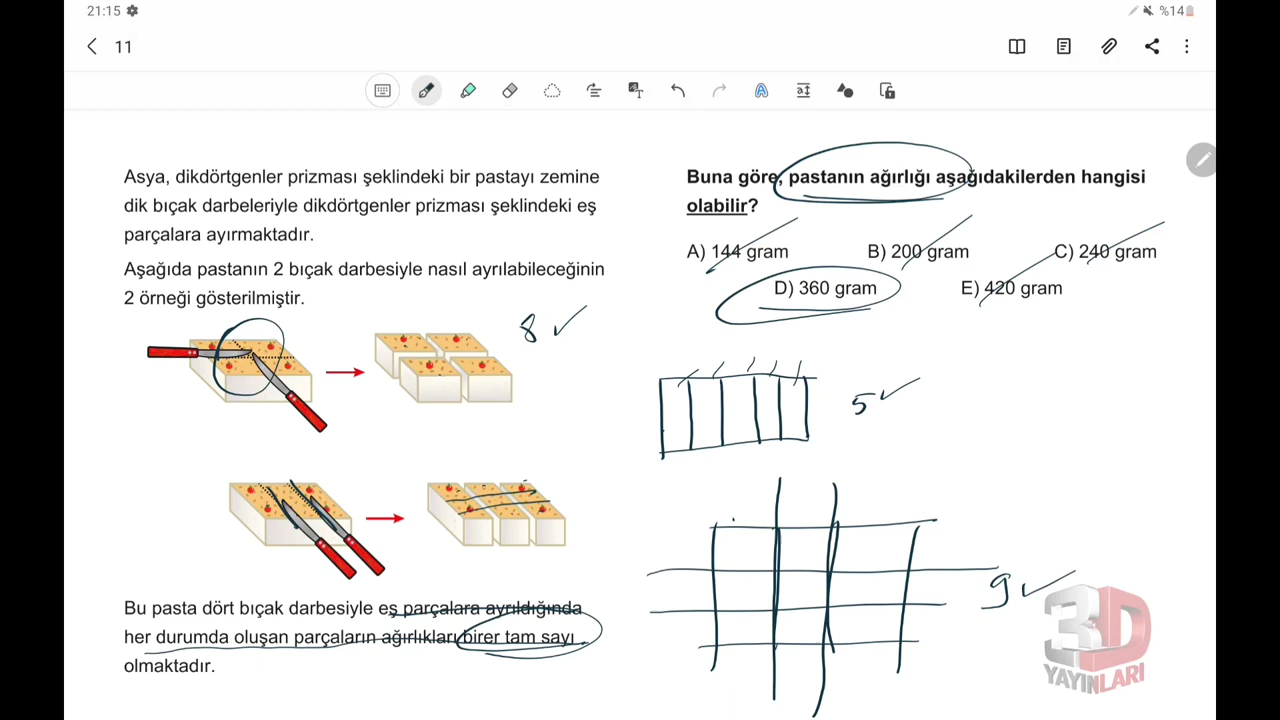 21:15
%14
11
Asya, dikdörtgenler prizması şeklindeki bir pastayı zemine
dik bıçak darbeleriyle dikdörtgenler prizması şeklindeki eş
parçalara ayırmaktadır.
Aşağıda pastanın 2 bıçak darbesiyle nasıl ayrılabileceğinin
2 örneği gösterilmiştir.
8
Bu pasta dört bıçak darbesiyle eş parçalara ayrıldığında
her durumda oluşan parçaların ağırlıkları birer tam sayı
olmaktadır.
Buna göre, pastanın ağırlığı aşağıdakilerden hangisi
olabilir?
A) 144 gram B) 200 gram C) 240 gram
D) 360 gram E) 420 gram
5
9
3D
YAYINLARI